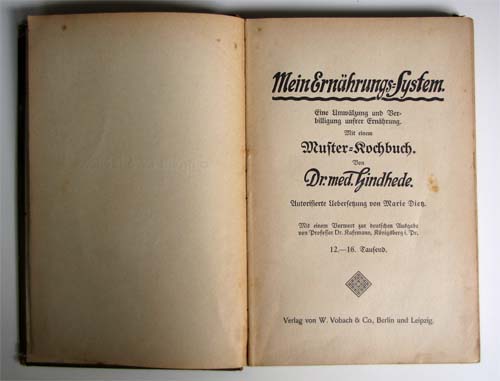 Mein Ernährungs-System.
Eine Umwälzung und Ver-
billigung unsrer Ernährung.
Mit einem
Muster-Kochbuch.
Von
Dr. med. Hindhede.
Autorisierte Uebersetzung von Marie Dietz.
Mit einem Vorwort zur deutschen Ausgabe
von Professor Dr. Kafemann, Königsberg i. Pr.
12.—16. Tausend.
Verlag von W. Vobach & Co., Berlin und Leipzig.